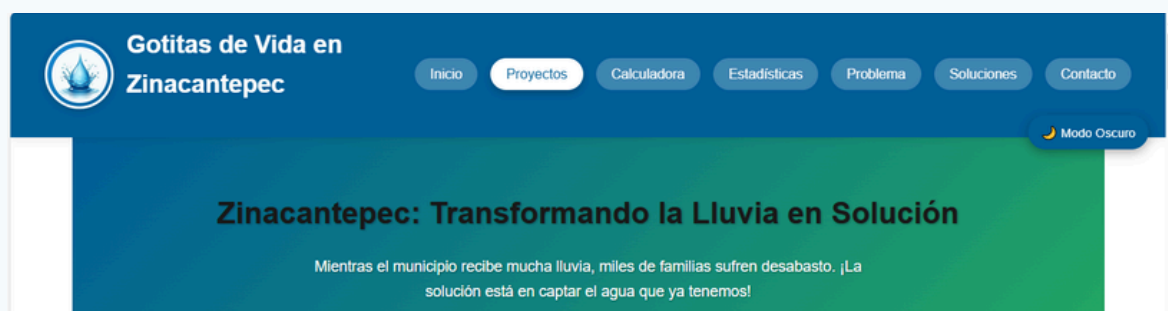 Gotitas de Vida en
Zinacantepec
Inicio Proyectos Calculadora Estadísticas Problema Soluciones Contacto
🌙 Modo Oscuro
Zinacantepec: Transformando la Lluvia en Solución
Mientras el municipio recibe mucha lluvia, miles de familias sufren desabasto. ¡La
solución está en captar el agua que ya tenemos!